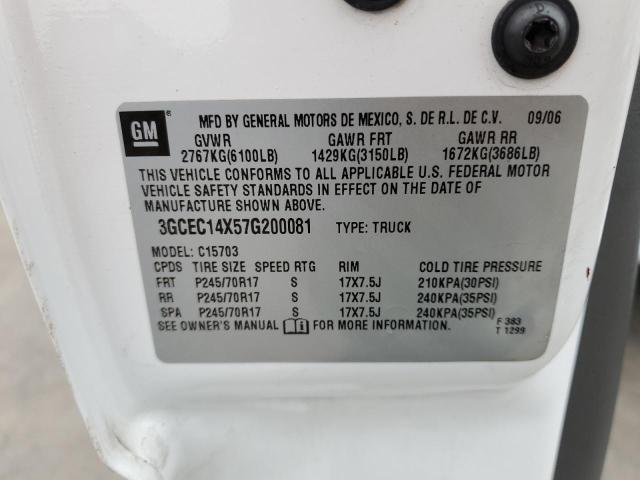 GM
MFD BY GENERAL MOTORS DE MEXICO, S. DE R.L. DE C.V. 09/06
GVWR GAWR FRT GAWR RR
2767KG(6100LB) 1429KG(3150LB) 1672KG(3686LB)
THIS VEHICLE CONFORMS TO ALL APPLICABLE U.S. FEDERAL MOTOR
VEHICLE SAFETY STANDARDS IN EFFECT ON THE DATE OF
MANUFACTURE SHOWN ABOVE.
3GCEC14X57G200081 TYPE: TRUCK
MODEL: C15703
CPDS TIRE SIZE SPEED RTG RIM COLD TIRE PRESSURE
FRT P245/70R17 S 17X7.5J 210KPA(30PSI)
RR P245/70R17 S 17X7.5J 240KPA(35PSI)
SPA P245/70R17 S 17X7.5J 240KPA(35PSI)
SEE OWNER'S MANUAL FOR MORE INFORMATION. F 383
T 1299